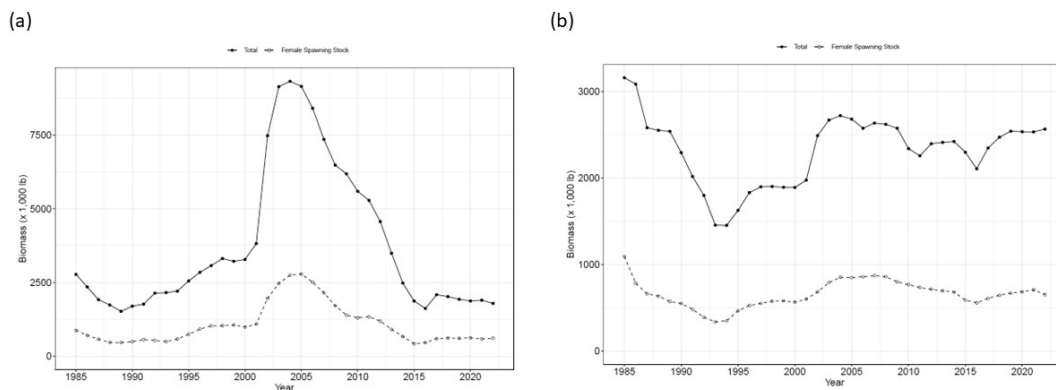 (a)
Total Female Spawning Stock
7500
5000
2500
0
Biomass (x 1,000 lb)
1985 1990 1995 2000 2005 2010 2015 2020
Year
(b)
Total Female Spawning Stock
3000
2000
1000
0
Biomass (x 1,000 lb)
1985 1990 1995 2000 2005 2010 2015 2020
Year